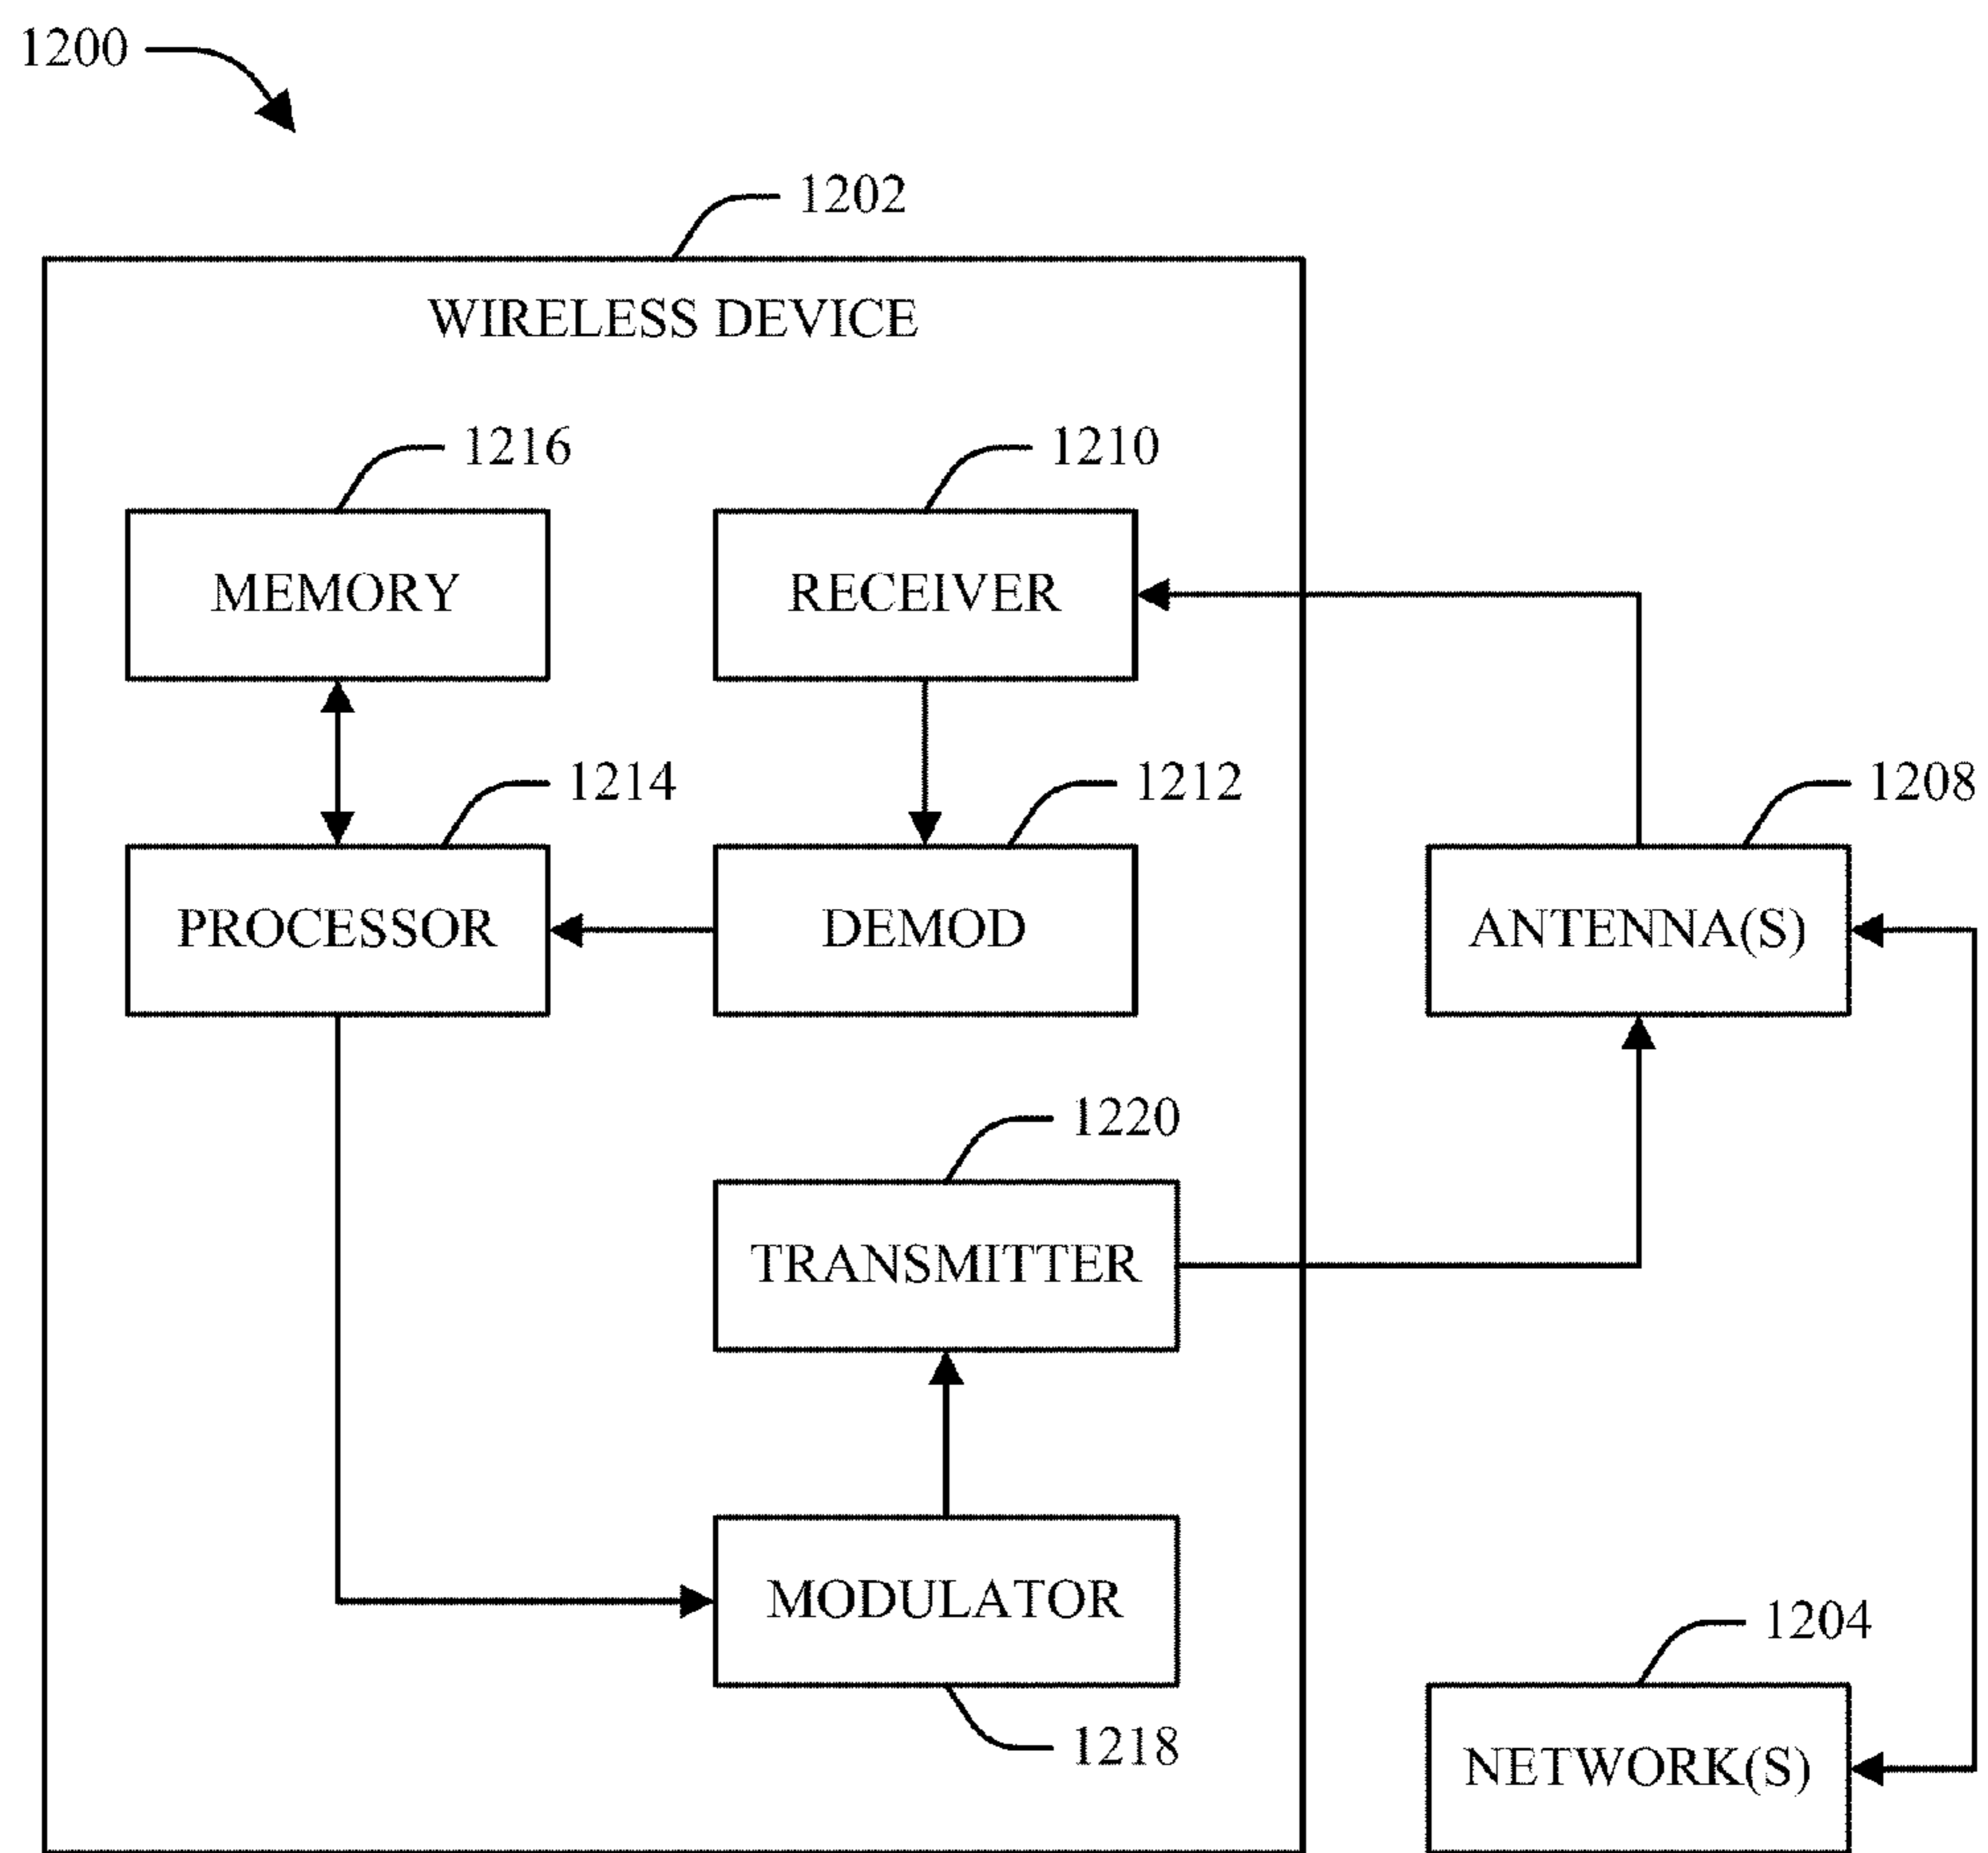 1200
1202
WIRELESS DEVICE
1216
1210
MEMORY
RECEIVER
1214
1212
1208
PROCESSOR
DEMOD
ANTENNA(S)
1220
TRANSMITTER
MODULATOR
1204
1218
NETWORK(S)